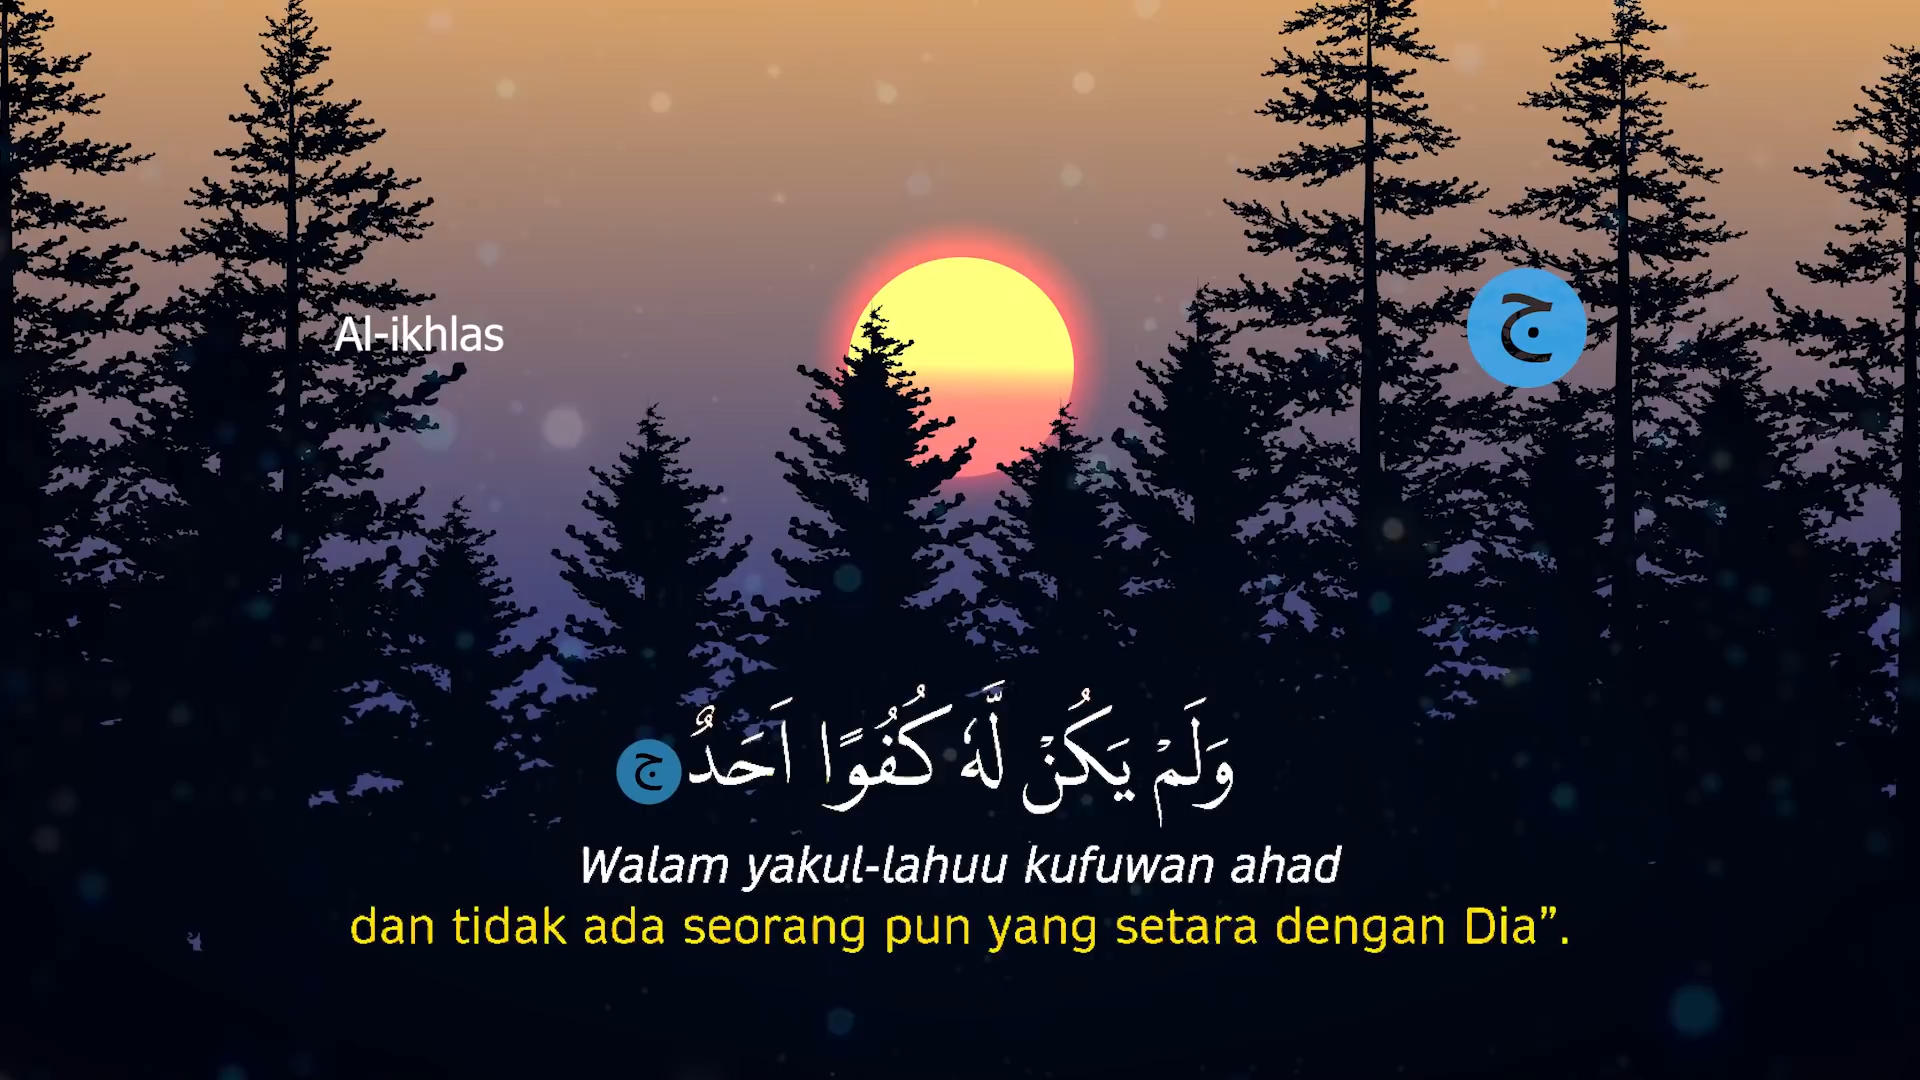 Al-ikhlas
ج
وَلَمْ يَكُنْ لَّهٗ كُفُوًا اَحَدٌ ج
Walam yakul-lahuu kufuwan ahad
dan tidak ada seorang pun yang setara dengan Dia”.